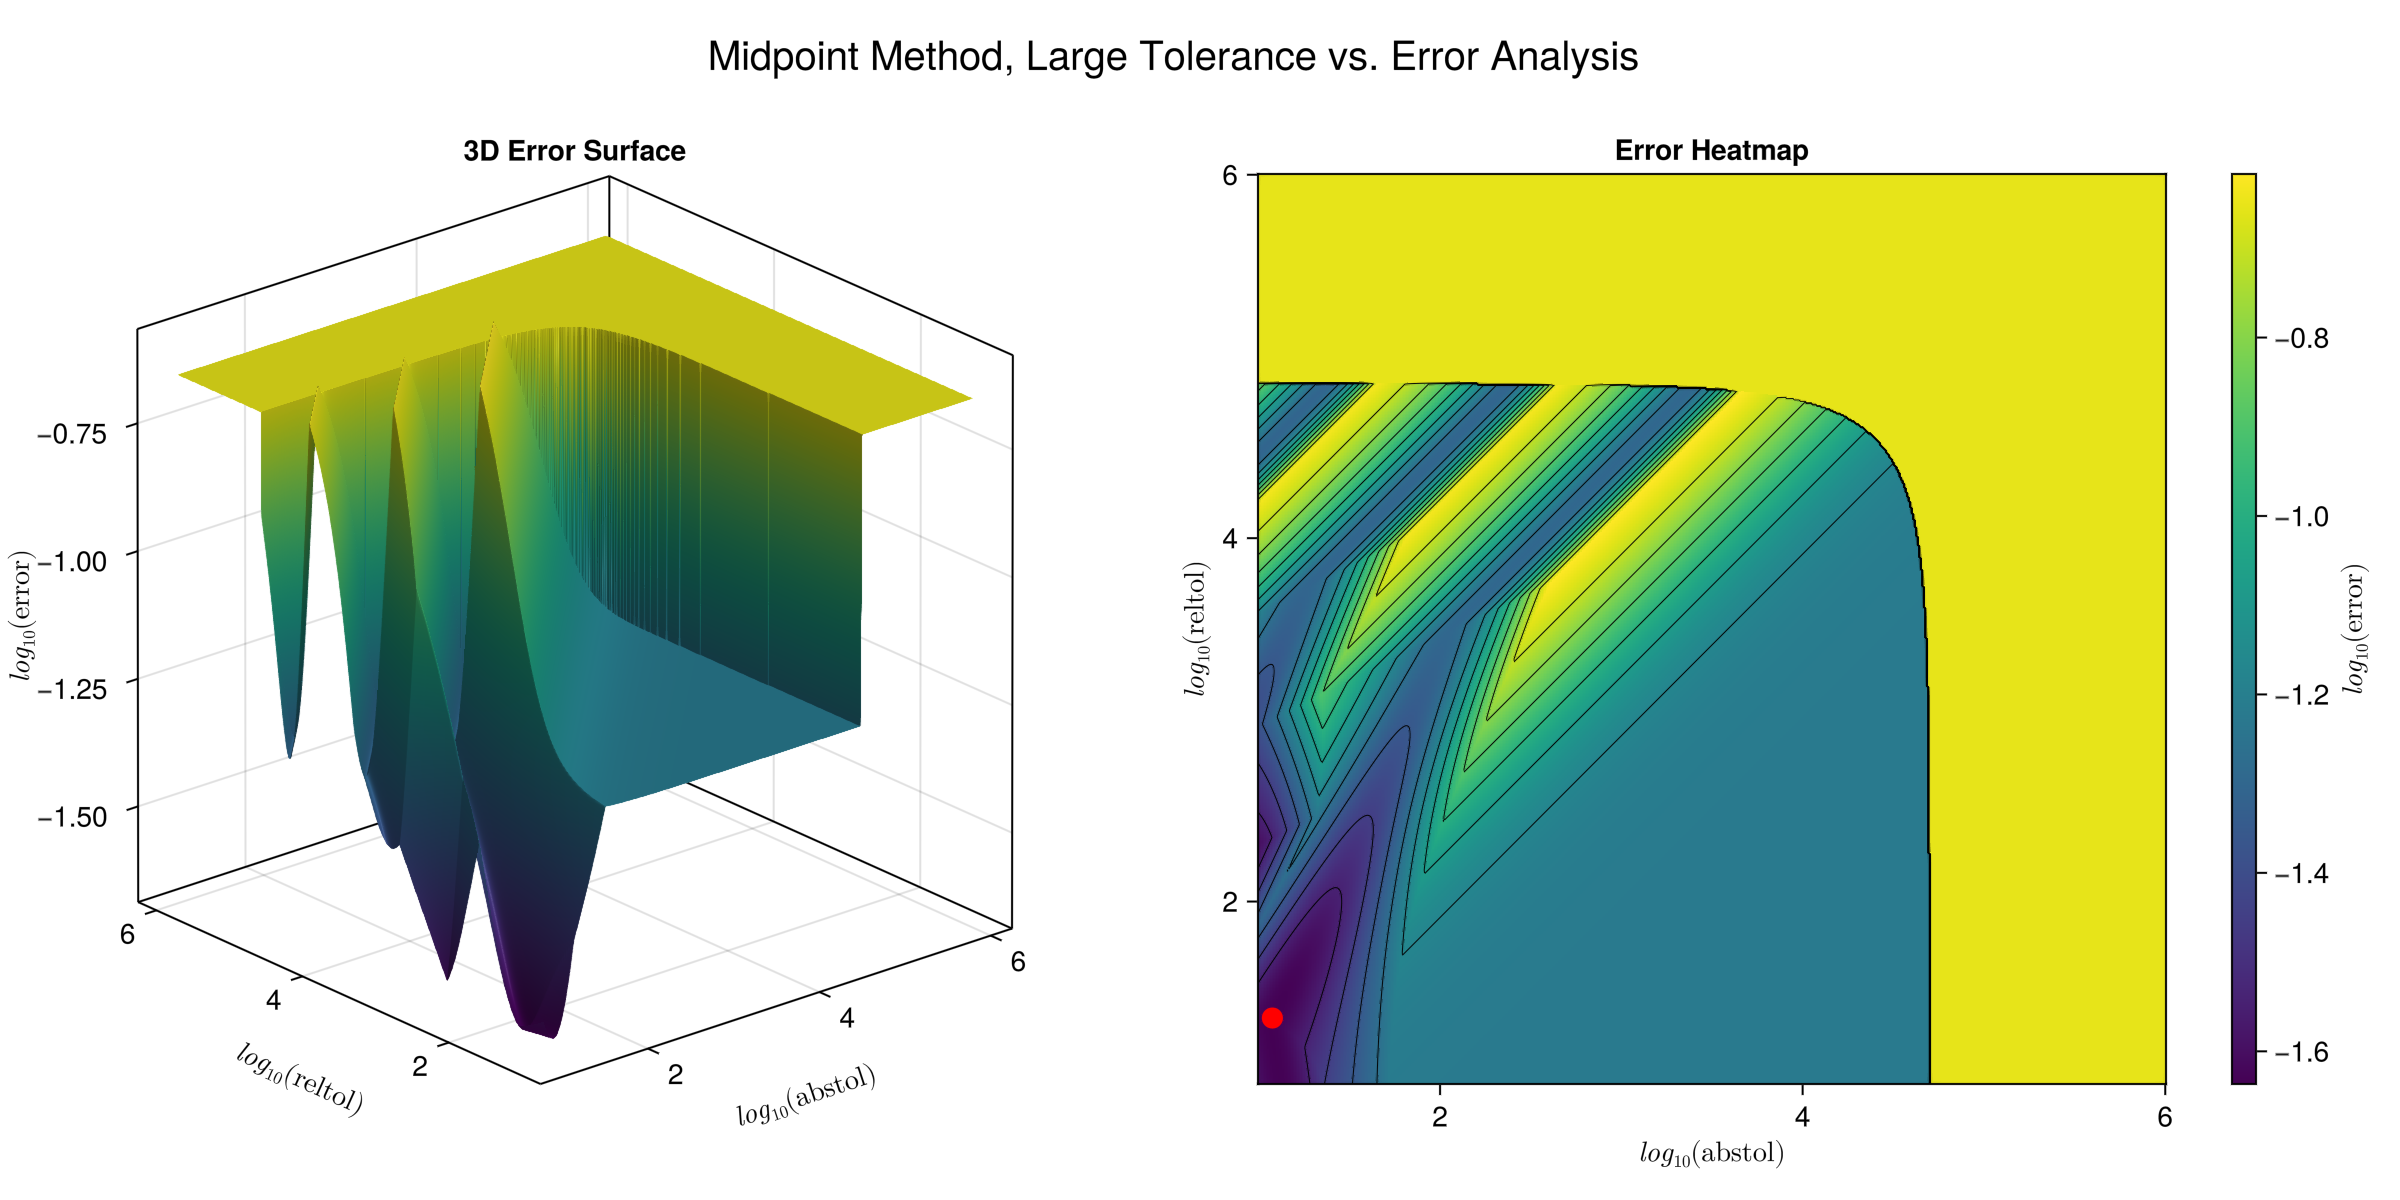 Midpoint Method, Large Tolerance vs. Error Analysis
3D Error Surface
−0.75
−1.00
−1.25
−1.50
log₁₀(error)
6
4
2
log₁₀(reltol)
2
4
6
log₁₀(abstol)
Error Heatmap
6
4
2
log₁₀(reltol)
2
4
6
log₁₀(abstol)
−0.8
−1.0
−1.2
−1.4
−1.6
log₁₀(error)